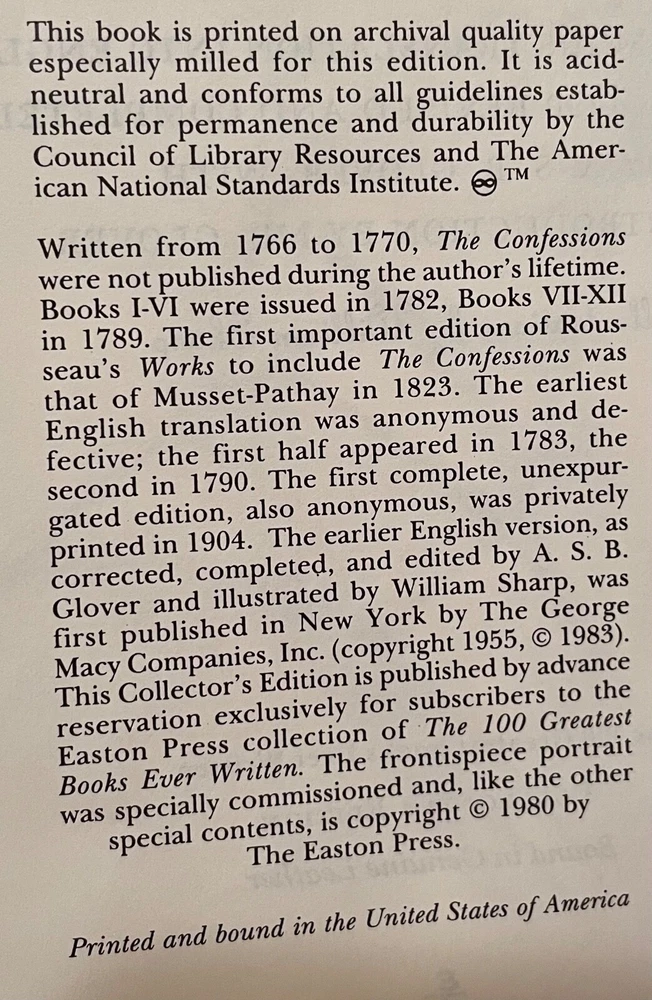 This book is printed on archival quality paper
especially milled for this edition. It is acid-
neutral and conforms to all guidelines estab-
lished for permanence and durability by the
Council of Library Resources and The Amer-
ican National Standards Institute. ♾ ™
Written from 1766 to 1770, The Confessions
were not published during the author's lifetime.
Books I-VI were issued in 1782, Books VII-XII
in 1789. The first important edition of Rous-
seau's Works to include The Confessions was
that of Musset-Pathay in 1823. The earliest
English translation was anonymous and de-
fective; the first half appeared in 1783, the
second in 1790. The first complete, unexpur-
gated edition, also anonymous, was privately
printed in 1904. The earlier English version, as
corrected, completed, and edited by A. S. B.
Glover and illustrated by William Sharp, was
first published in New York by The George
Macy Companies, Inc. (copyright 1955, © 1983).
This Collector's Edition is published by advance
reservation exclusively for subscribers to the
Easton Press collection of The 100 Greatest
Books Ever Written. The frontispiece portrait
was specially commissioned and, like the other
special contents, is copyright © 1980 by
The Easton Press.
Printed and bound in the United States of America